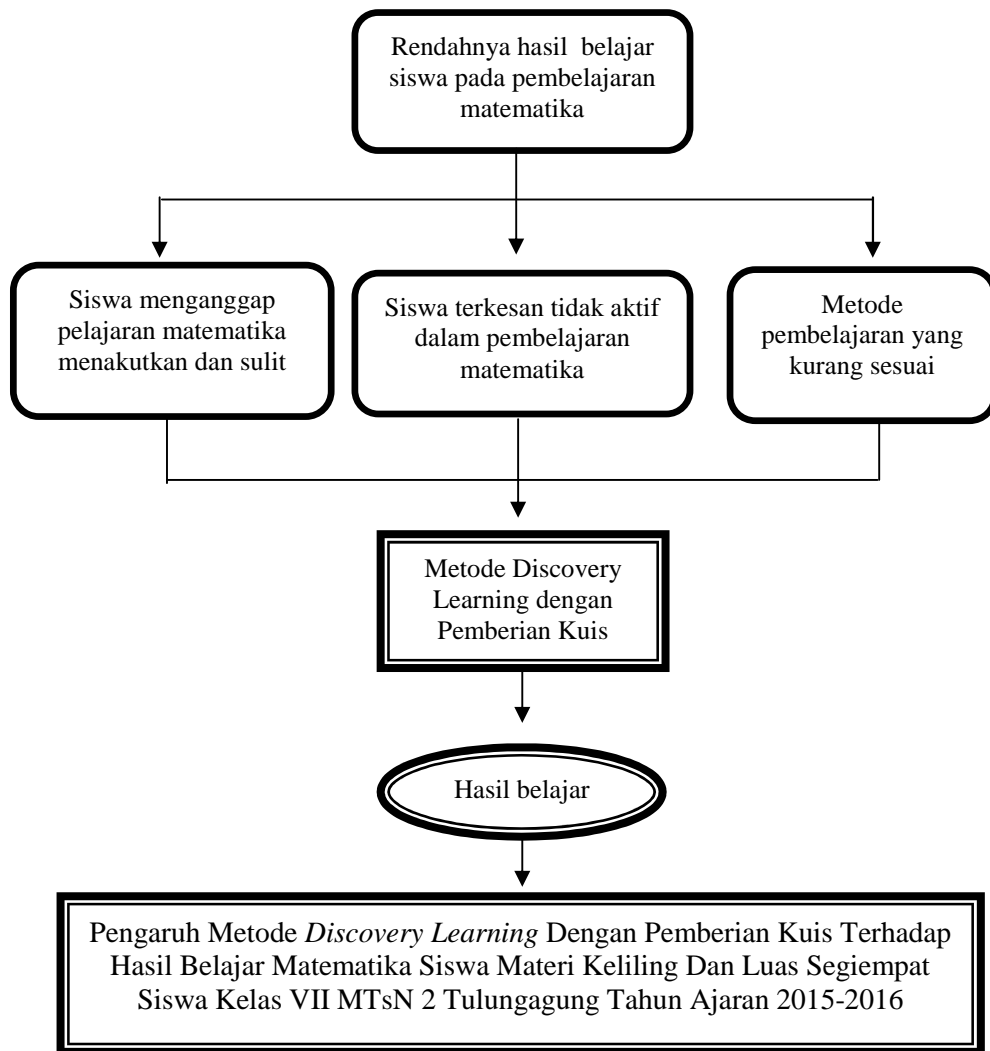 Rendahnya hasil belajar
siswa pada pembelajaran
matematika
Siswa menganggap
pelajaran matematika
menakutkan dan sulit
Siswa terkesan tidak aktif
dalam pembelajaran
matematika
Metode
pembelajaran yang
kurang sesuai
Metode Discovery
Learning dengan
Pemberian Kuis
Hasil belajar
Pengaruh Metode Discovery Learning Dengan Pemberian Kuis Terhadap
Hasil Belajar Matematika Siswa Materi Keliling Dan Luas Segiempat
Siswa Kelas VII MTsN 2 Tulungagung Tahun Ajaran 2015-2016